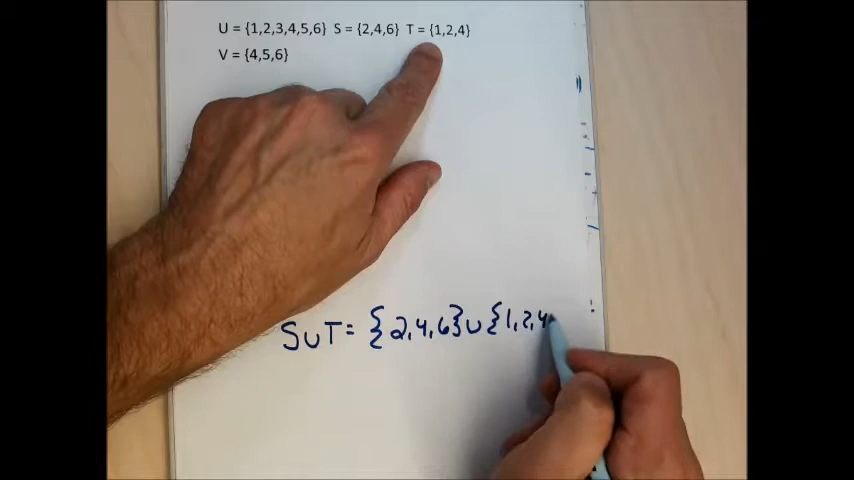 U = {1,2,3,4,5,6} S = {2,4,6} T = {1,2,4}
V = {4,5,6}
S∪T= {2,4,6}∪{1,2,4